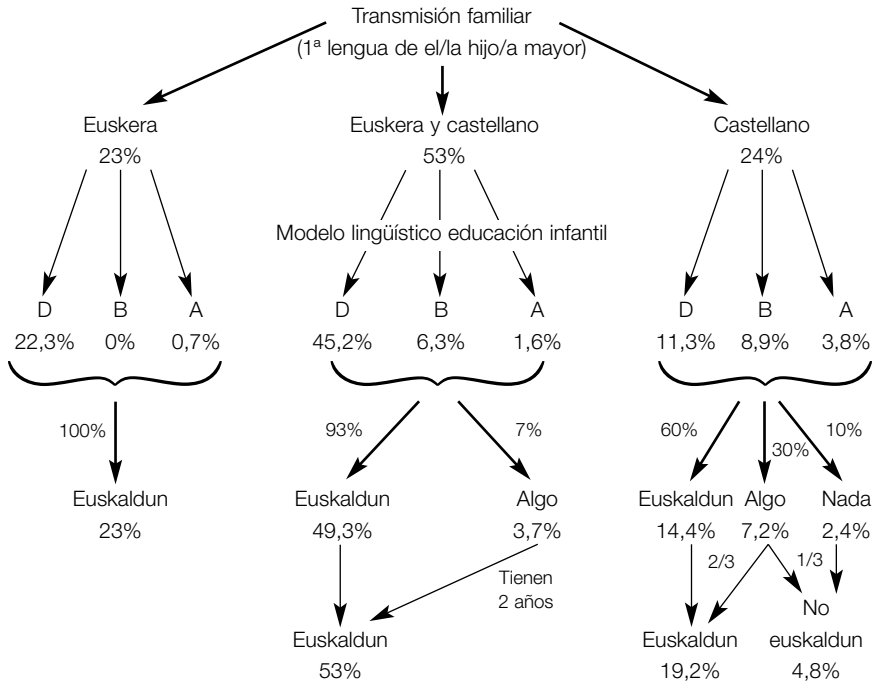 Transmisión familiar
(1ª lengua de el/la hijo/a mayor)
Euskera Euskera y castellano Castellano
23% 53% 24%
Modelo lingüístico educación infantil
D B A D B A D B A
22,3% 0% 0,7% 45,2% 6,3% 1,6% 11,3% 8,9% 3,8%
100% 93% 7% 60% 30% 10%
Euskaldun Euskaldun Algo Euskaldun Algo Nada
23% 49,3% 3,7% 14,4% 7,2% 2,4%
2/3 1/3
Tienen
2 años
No
Euskaldun Euskaldun euskaldun
53% 19,2% 4,8%